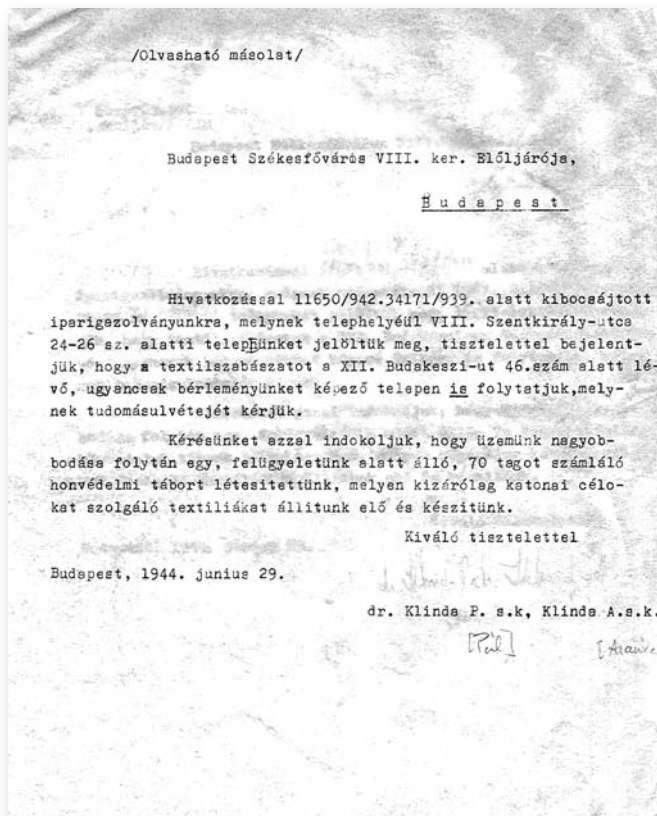 /Olvasható másolat/
Budapest Székesfőváros VIII. ker. Előljárója,
B u d a p e s t
Hivatkozással 11650/942.34171/939. alatt kibocsájtott
iparigazolványunkra, melynek telephelyéül VIII. Szentkirály-utca
24-26 sz. alatti telepünket jelöltük meg, tisztelettel bejelent-
jük, hogy a textilszabászatot a XII. Budakeszi-ut 46.szám alatt lé-
vő, ugyancsak bérleményünket képező telepen is folytatjuk,mely-
nek tudomásulvétejét kérjük.
Kérésünket azzal indokoljuk, hogy üzemünk nagyob-
bodása folytán egy, felügyeletünk alatt álló, 70 tagot számláló
honvédelmi tábort létesitettünk, melyen kizárólag katonai célo-
kat szolgáló textiliákat állitunk elő és készitünk.
Kiváló tisztelettel
Budapest, 1944. junius 29.
dr. Klinda P. s.k, Klinda A.s.k.
[Pál]